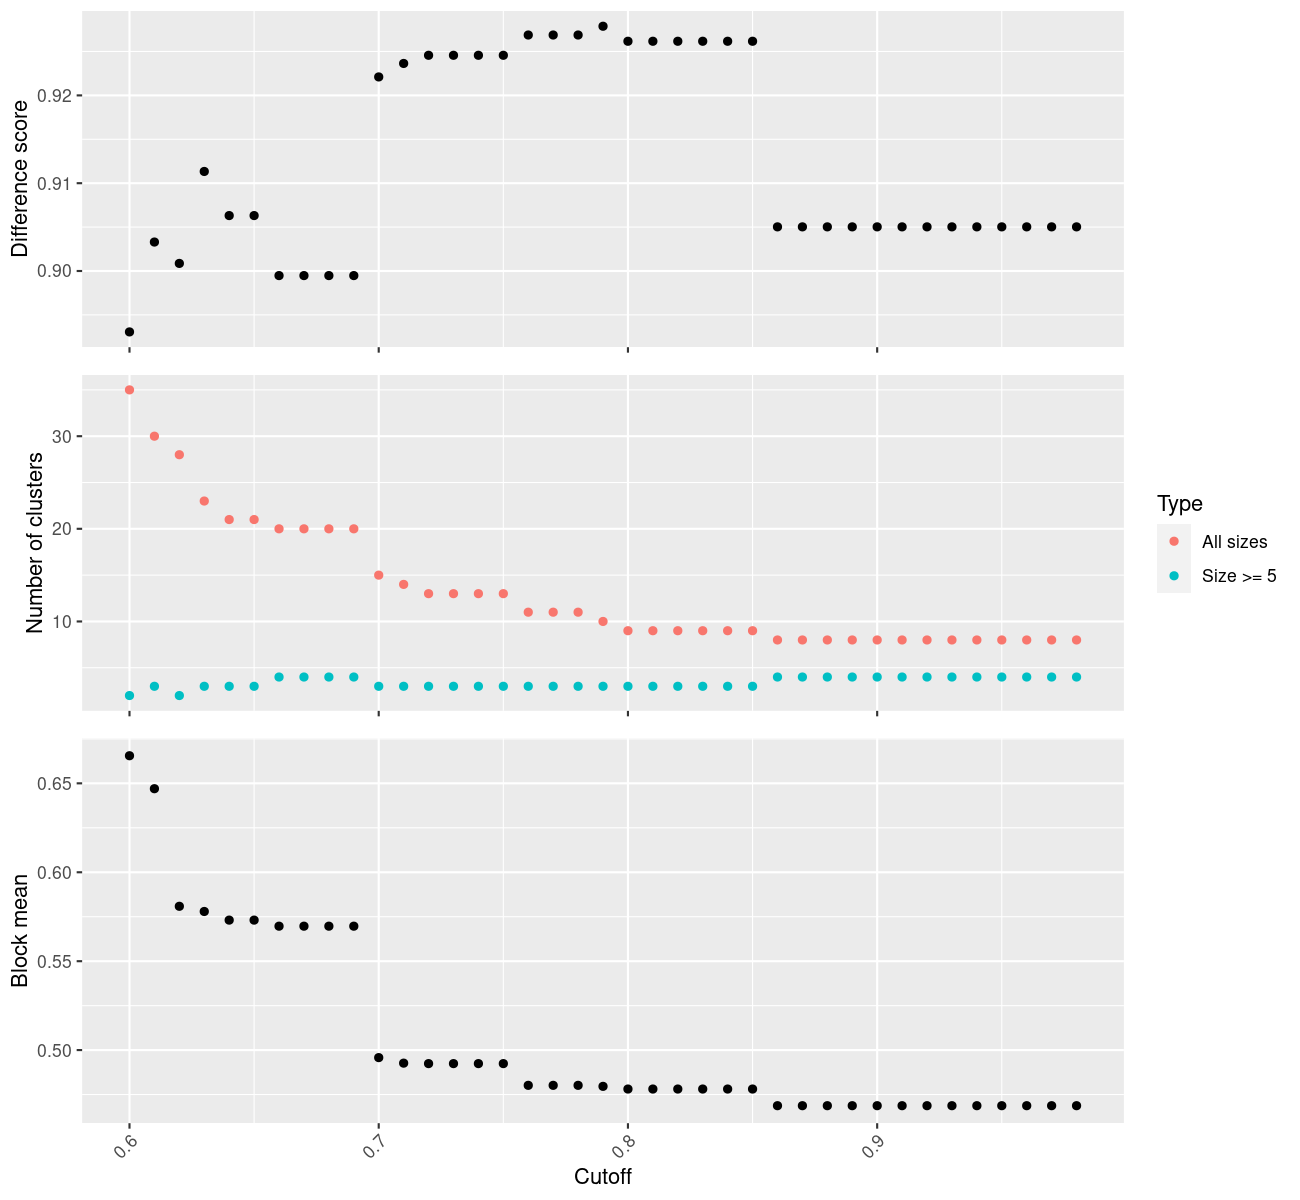 Difference score
0.92
0.91
0.90
Number of clusters
30
20
10
Type
All sizes
Size >= 5
Block mean
0.65
0.60
0.55
0.50
0.6
0.7
0.8
0.9
Cutoff